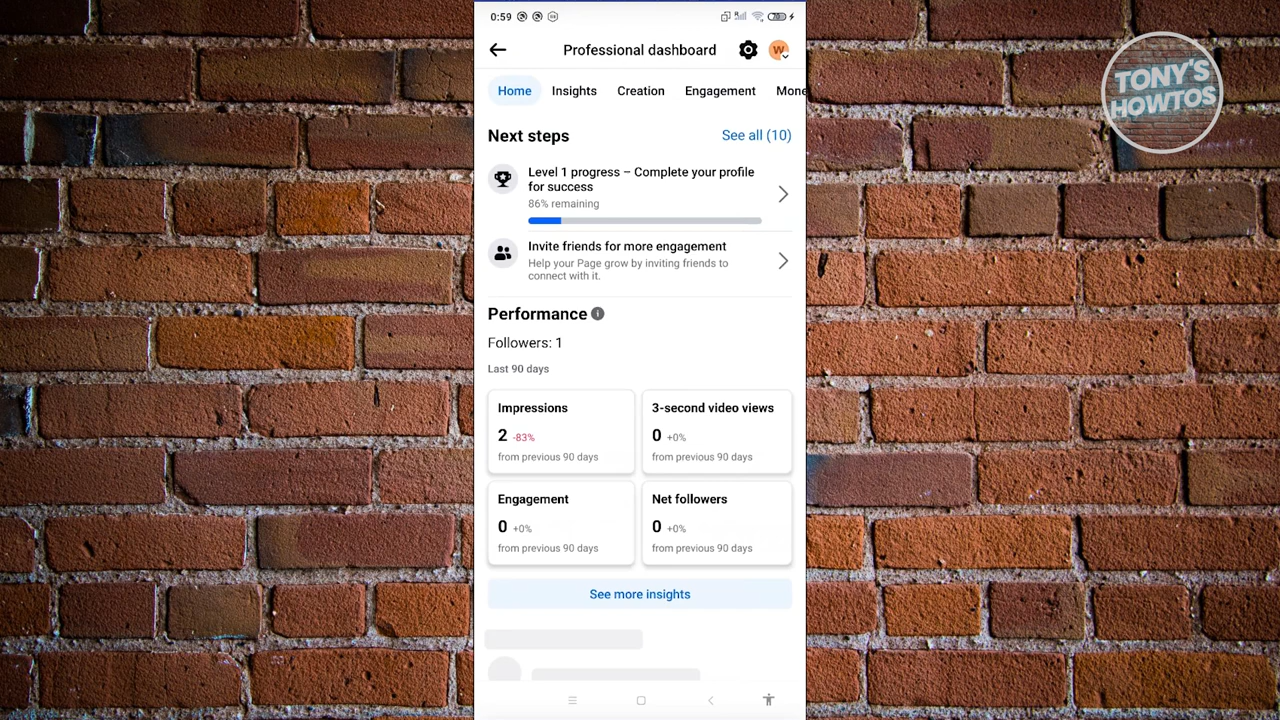 0:59
TONY'S
HOWTOS
Professional dashboard
W
Home Insights Creation Engagement Mone
Next steps
See all (10)
Level 1 progress – Complete your profile
for success
86% remaining
Invite friends for more engagement
Help your Page grow by inviting friends to
connect with it.
Performance
Followers: 1
Last 90 days
Impressions
2 -83%
from previous 90 days
3-second video views
0 +0%
from previous 90 days
Engagement
0 +0%
from previous 90 days
Net followers
0 +0%
from previous 90 days
See more insights